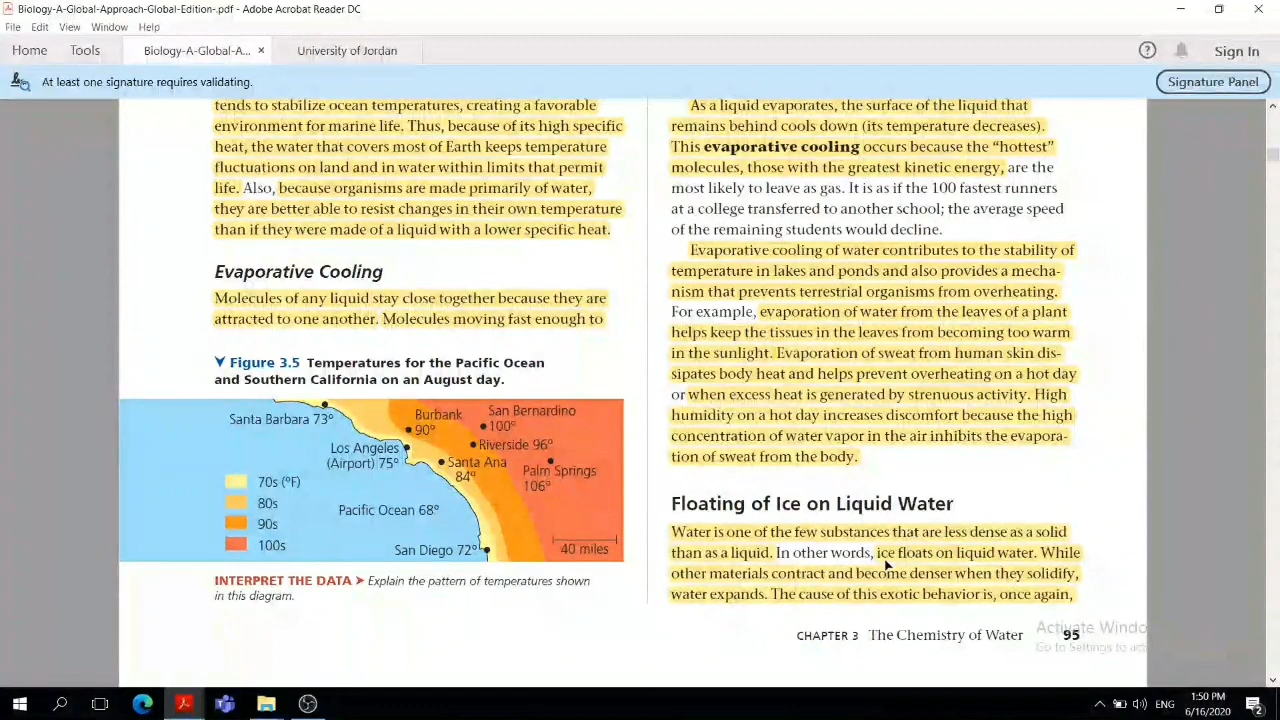 Biology-A-Global-Approach-Global-Edition-.pdf - Adobe Acrobat Reader DC
File Edit View Window Help
Home Tools Biology-A-Global-A... × University of Jordan Sign In
At least one signature requires validating. Signature Panel
tends to stabilize ocean temperatures, creating a favorable
environment for marine life. Thus, because of its high specific
heat, the water that covers most of Earth keeps temperature
fluctuations on land and in water within limits that permit
life. Also, because organisms are made primarily of water,
they are better able to resist changes in their own temperature
than if they were made of a liquid with a lower specific heat.
Evaporative Cooling
Molecules of any liquid stay close together because they are
attracted to one another. Molecules moving fast enough to
Figure 3.5 Temperatures for the Pacific Ocean
and Southern California on an August day.
Santa Barbara 73°
Burbank
90°
San Bernardino
100°
Los Angeles
(Airport) 75°
Riverside 96°
Santa Ana
84°
Palm Springs
106°
70s (°F)
80s
90s
100s
Pacific Ocean 68°
San Diego 72°
40 miles
INTERPRET THE DATA ➤ Explain the pattern of temperatures shown
in this diagram.
As a liquid evaporates, the surface of the liquid that
remains behind cools down (its temperature decreases).
This evaporative cooling occurs because the “hottest”
molecules, those with the greatest kinetic energy, are the
most likely to leave as gas. It is as if the 100 fastest runners
at a college transferred to another school; the average speed
of the remaining students would decline.
Evaporative cooling of water contributes to the stability of
temperature in lakes and ponds and also provides a mecha-
nism that prevents terrestrial organisms from overheating.
For example, evaporation of water from the leaves of a plant
helps keep the tissues in the leaves from becoming too warm
in the sunlight. Evaporation of sweat from human skin dis-
sipates body heat and helps prevent overheating on a hot day
or when excess heat is generated by strenuous activity. High
humidity on a hot day increases discomfort because the high
concentration of water vapor in the air inhibits the evapora-
tion of sweat from the body.
Floating of Ice on Liquid Water
Water is one of the few substances that are less dense as a solid
than as a liquid. In other words, ice floats on liquid water. While
other materials contract and become denser when they solidify,
water expands. The cause of this exotic behavior is, once again,
CHAPTER 3 The Chemistry of Water 95
Activate Windo
Go to Settings to act
ENG
1:50 PM
6/16/2020
2